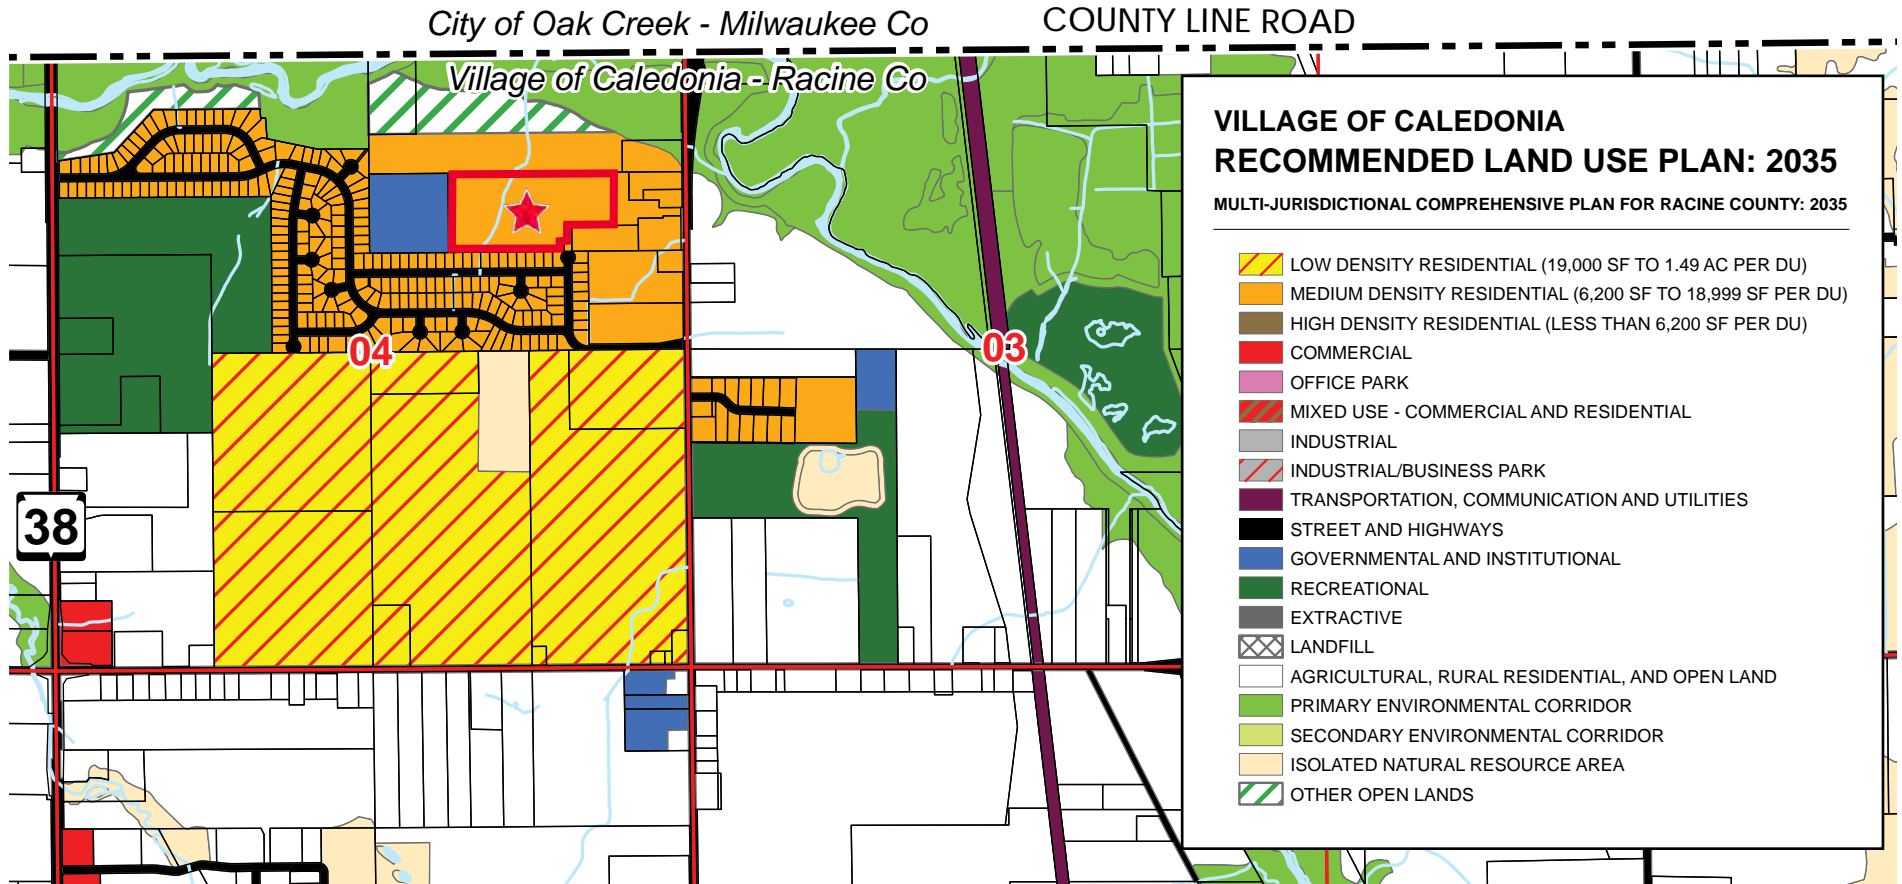 City of Oak Creek - Milwaukee Co
COUNTY LINE ROAD
Village of Caledonia - Racine Co
04
03
38
VILLAGE OF CALEDONIA
RECOMMENDED LAND USE PLAN: 2035
MULTI-JURISDICTIONAL COMPREHENSIVE PLAN FOR RACINE COUNTY: 2035
LOW DENSITY RESIDENTIAL (19,000 SF TO 1.49 AC PER DU)
MEDIUM DENSITY RESIDENTIAL (6,200 SF TO 18,999 SF PER DU)
HIGH DENSITY RESIDENTIAL (LESS THAN 6,200 SF PER DU)
COMMERCIAL
OFFICE PARK
MIXED USE - COMMERCIAL AND RESIDENTIAL
INDUSTRIAL
INDUSTRIAL/BUSINESS PARK
TRANSPORTATION, COMMUNICATION AND UTILITIES
STREET AND HIGHWAYS
GOVERNMENTAL AND INSTITUTIONAL
RECREATIONAL
EXTRACTIVE
LANDFILL
AGRICULTURAL, RURAL RESIDENTIAL, AND OPEN LAND
PRIMARY ENVIRONMENTAL CORRIDOR
SECONDARY ENVIRONMENTAL CORRIDOR
ISOLATED NATURAL RESOURCE AREA
OTHER OPEN LANDS